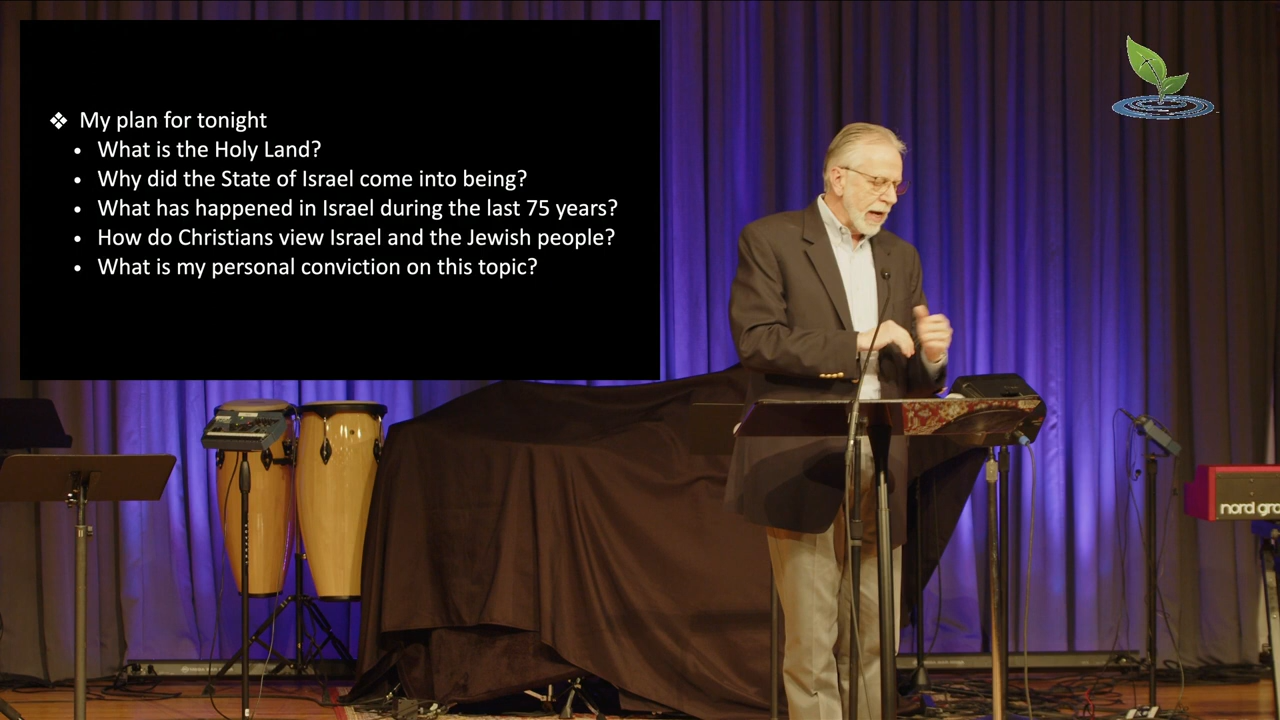 ❖ My plan for tonight
• What is the Holy Land?
• Why did the State of Israel come into being?
• What has happened in Israel during the last 75 years?
• How do Christians view Israel and the Jewish people?
• What is my personal conviction on this topic?
nord gra